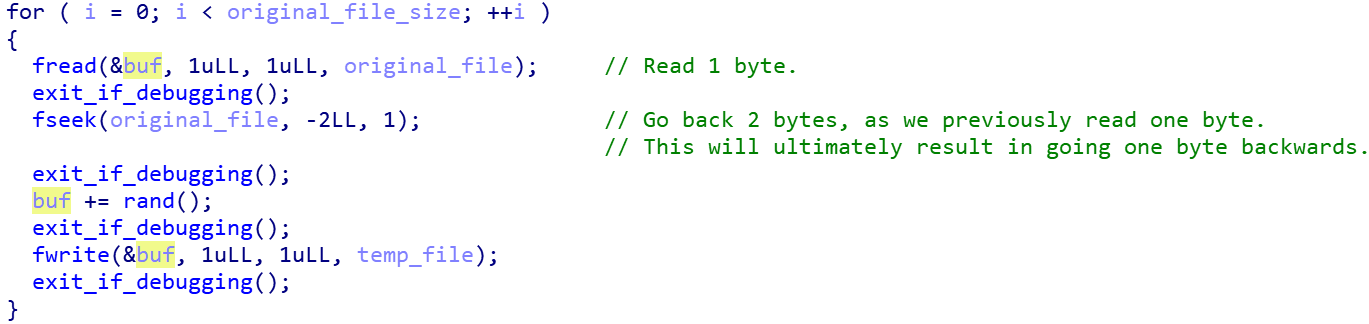 for ( i = 0; i < original_file_size; ++i )
{
  fread(&buf, 1uLL, 1uLL, original_file);     // Read 1 byte.
  exit_if_debugging();
  fseek(original_file, -2LL, 1);              // Go back 2 bytes, as we previously read one byte.
                                              // This will ultimately result in going one byte backwards.
  exit_if_debugging();
  buf += rand();
  exit_if_debugging();
  fwrite(&buf, 1uLL, 1uLL, temp_file);
  exit_if_debugging();
}